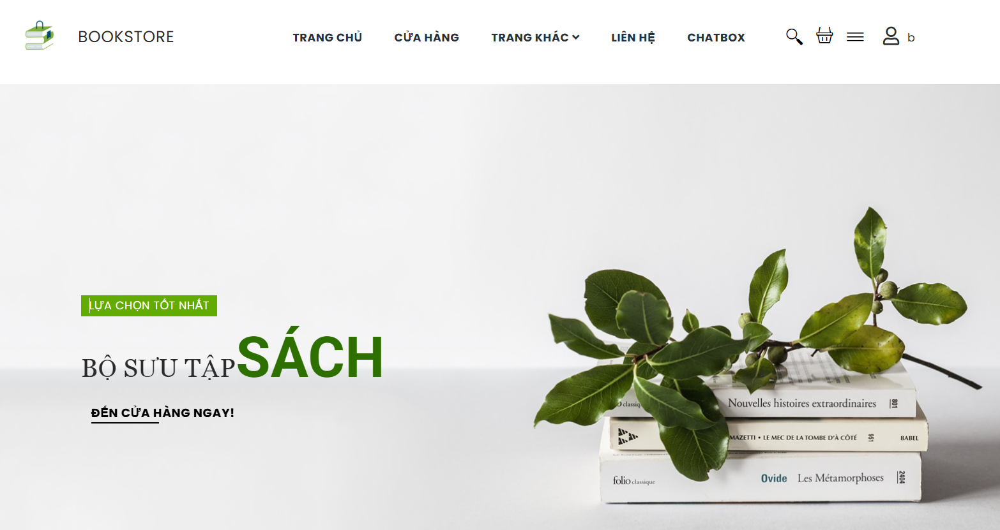 BOOKSTORE
TRANG CHỦ
CỬA HÀNG
TRANG KHÁC
LIÊN HỆ
CHATBOX
b
LỰA CHỌN TỐT NHẤT
BỘ SƯU TẬP SÁCH
ĐẾN CỬA HÀNG NGAY!
Nouvelles histoires extraordinaires
801
MAZETTI • LE MEC DE LA TOMBE D'À CÔTÉ
951
BABEL
folio classique
Ovide Les Métamorphoses
2404